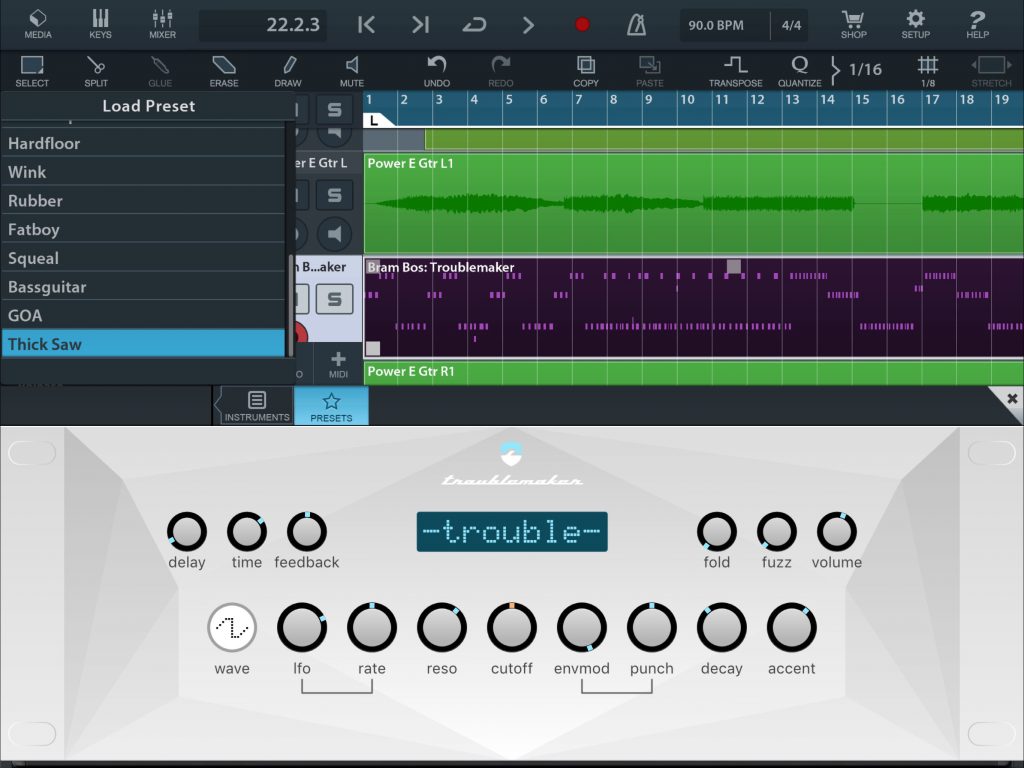 22.2.3
90.0 BPM
4/4
MEDIA
KEYS
MIXER
SHOP
SETUP
HELP
1/16
SELECT
SPLIT
GLUE
ERASE
DRAW
MUTE
UNDO
REDO
COPY
PASTE
TRANSPOSE
QUANTIZE
1/8
STRETCH
Load Preset
S
1 2 3 4 5 6 7 8 9 10 11 12 13 14 15 16 17 18 19
L
Hardfloor
Wink
Rubber
Fatboy
Squeal
Bassguitar
GOA
Thick Saw
er E Gtr L
Power E Gtr L1
S
B...aker
Bram Bos: Troublemaker
S
MIDI
Power E Gtr R1
INSTRUMENTS
PRESETS
troublemaker
-trouble-
delay
time
feedback
fold
fuzz
volume
wave
lfo
rate
reso
cutoff
envmod
punch
decay
accent